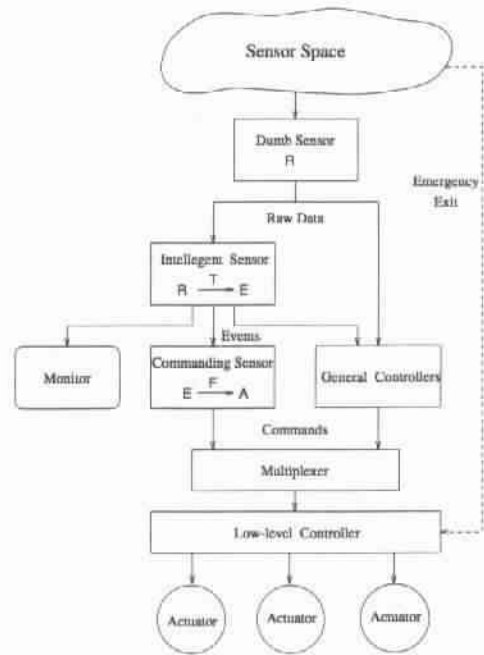 Sensor Space
Dumb Sensor
R
Emergency
Exit
Raw Data
Intellegent Sensor
T
R E
Events
Monitor
Commanding Sensor
F
E A
General Controllers
Commands
Multiplexer
Low-level Controller
Actuator
Actuator
Actuator